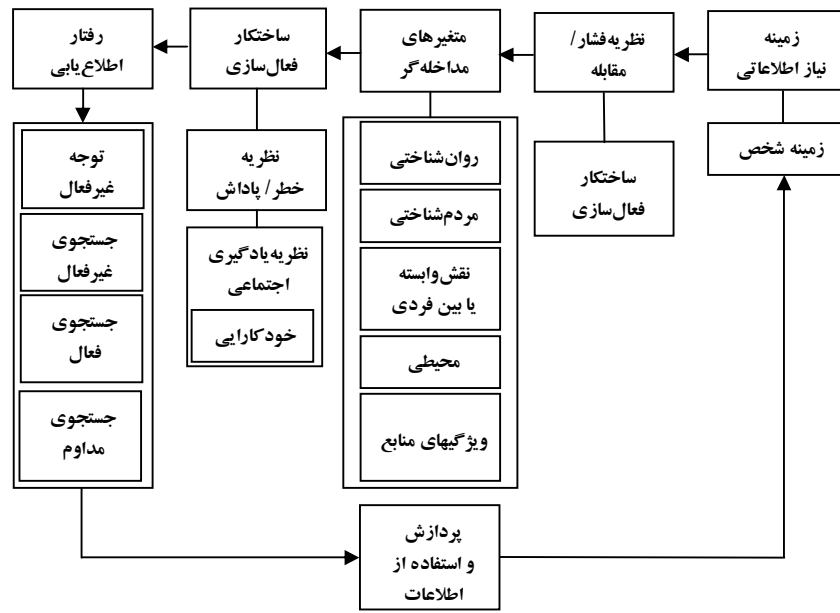 زمینه
نیاز اطلاعاتی
زمینه شخص
نظریه‌فشار/
مقابله
ساختکار
فعال‌سازی
متغیرهای
مداخله‌گر
روان‌شناختی
مردم‌شناختی
نقش‌وابسته
یا بین فردی
محیطی
ویژگیهای منابع
ساختکار
فعال‌سازی
نظریه
خطر/ پاداش
نظریه‌یادگیری
اجتماعی
خودکارایی
رفتار
اطلاع‌یابی
توجه
غیرفعال
جستجوی
غیرفعال
جستجوی
فعال
جستجوی
مداوم
پردازش
و استفاده از
اطلاعات